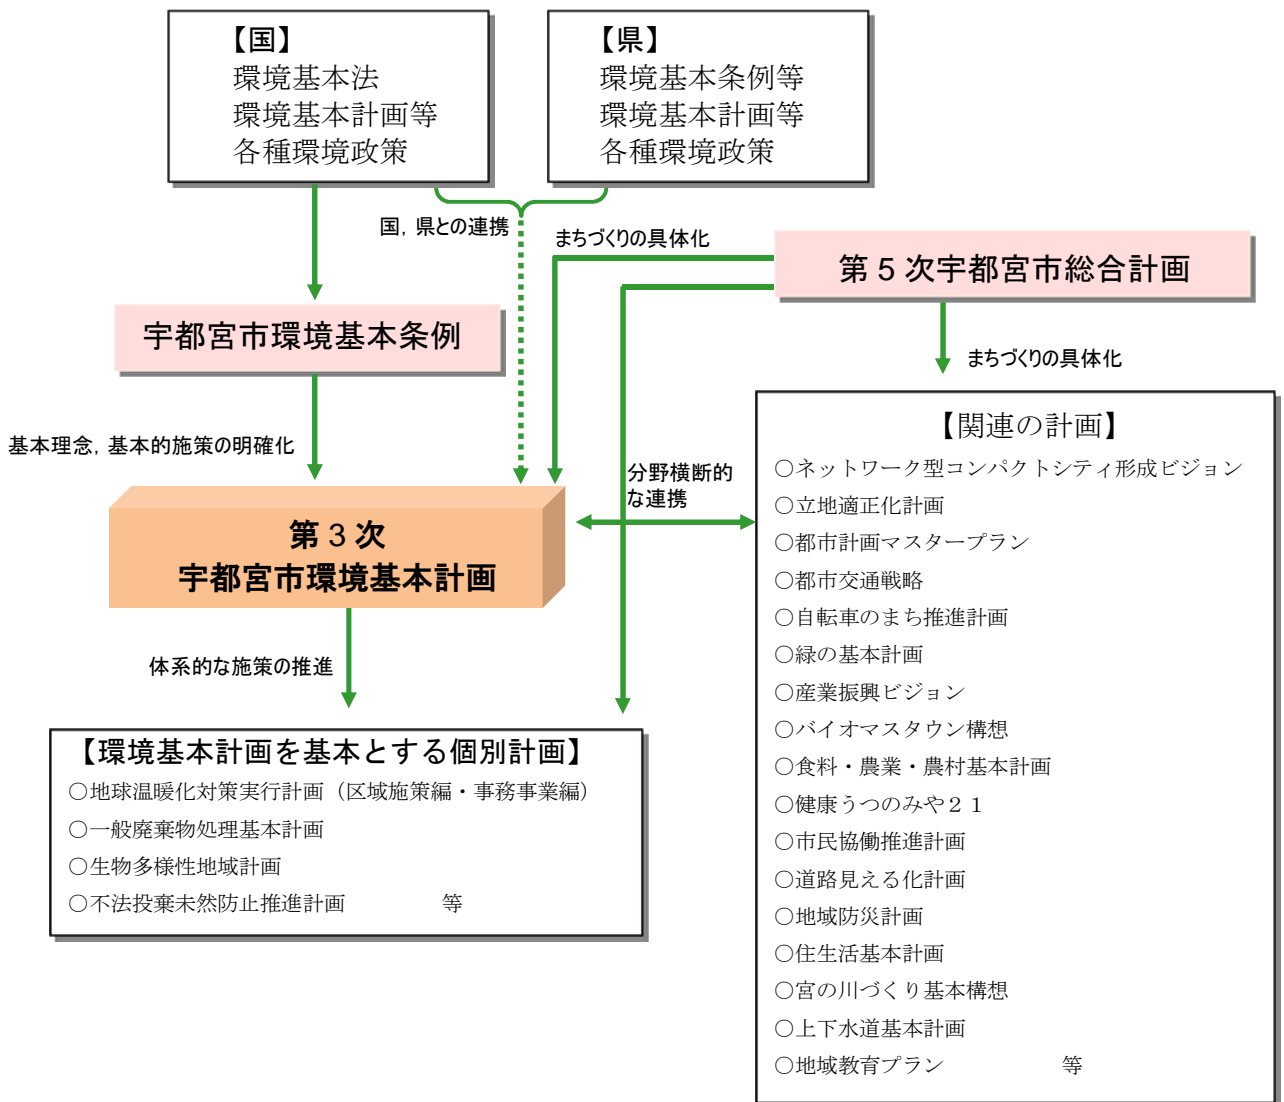 【国】
環境基本法
環境基本計画等
各種環境政策
【県】
環境基本条例等
環境基本計画等
各種環境政策
国，県との連携
まちづくりの具体化
第５次宇都宮市総合計画
宇都宮市環境基本条例
まちづくりの具体化
基本理念，基本的施策の明確化
第３次
宇都宮市環境基本計画
分野横断的
な連携
体系的な施策の推進
【環境基本計画を基本とする個別計画】
○地球温暖化対策実行計画（区域施策編・事務事業編）
○一般廃棄物処理基本計画
○生物多様性地域計画
○不法投棄未然防止推進計画　　　　等
【関連の計画】
○ネットワーク型コンパクトシティ形成ビジョン
○立地適正化計画
○都市計画マスタープラン
○都市交通戦略
○自転車のまち推進計画
○緑の基本計画
○産業振興ビジョン
○バイオマスタウン構想
○食料・農業・農村基本計画
○健康うつのみや２１
○市民協働推進計画
○道路見える化計画
○地域防災計画
○住生活基本計画
○宮の川づくり基本構想
○上下水道基本計画
○地域教育プラン　　　　　等